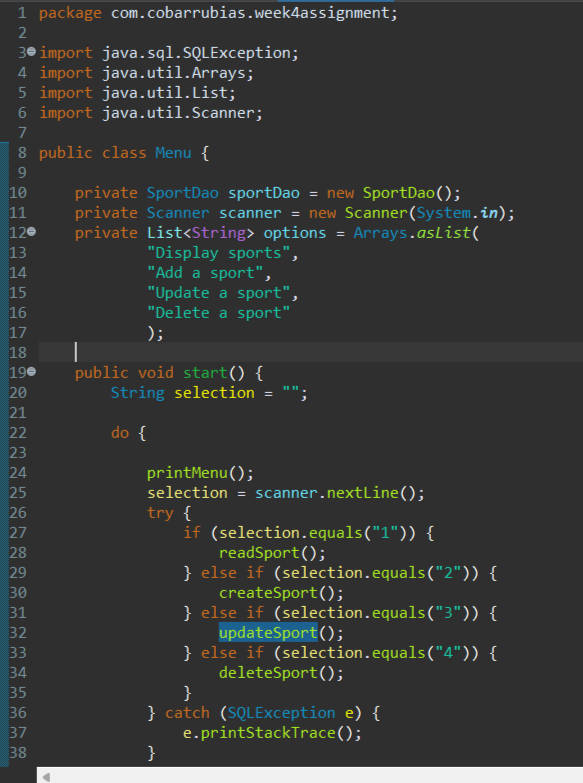 1 package com.cobarrubias.week4assignment;
2
3 import java.sql.SQLException;
4 import java.util.Arrays;
5 import java.util.List;
6 import java.util.Scanner;
7
8 public class Menu {
9
10     private SportDao sportDao = new SportDao();
11     private Scanner scanner = new Scanner(System.in);
12     private List<String> options = Arrays.asList(
13             "Display sports",
14             "Add a sport",
15             "Update a sport",
16             "Delete a sport"
17             );
18
19     public void start() {
20         String selection = "";
21
22         do {
23
24             printMenu();
25             selection = scanner.nextLine();
26             try {
27                 if (selection.equals("1")) {
28                     readSport();
29                 } else if (selection.equals("2")) {
30                     createSport();
31                 } else if (selection.equals("3")) {
32                     updateSport();
33                 } else if (selection.equals("4")) {
34                     deleteSport();
35                 }
36             } catch (SQLException e) {
37                 e.printStackTrace();
38             }